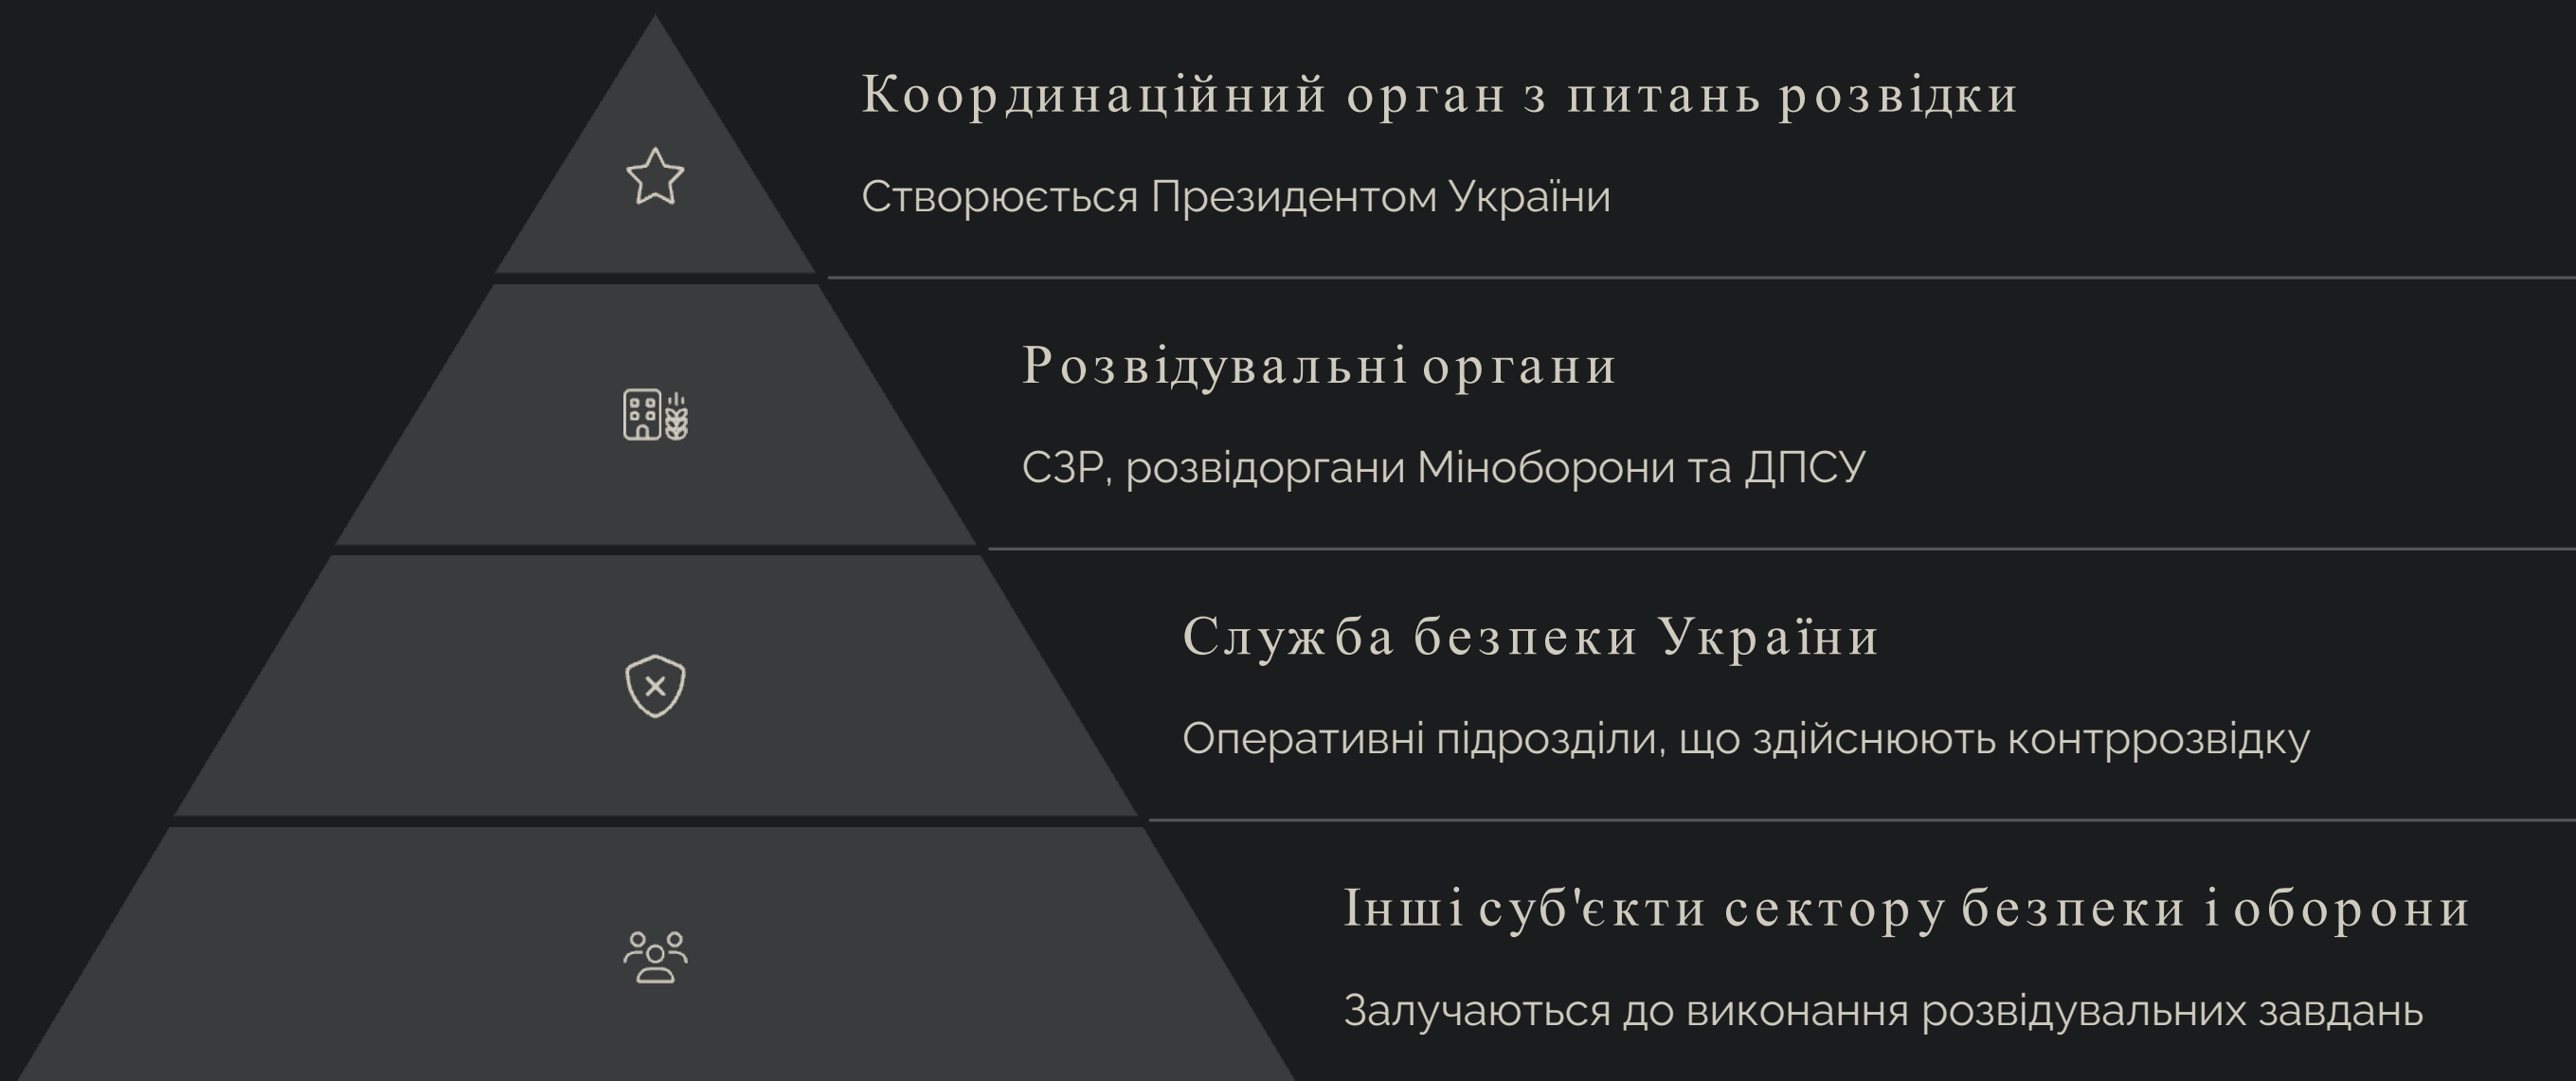 Координаційний орган з питань розвідки
Створюється Президентом України
Розвідувальні органи
СЗР, розвідоргани Міноборони та ДПСУ
Служба безпеки України
Оперативні підрозділи, що здійснюють контррозвідку
Інші суб'єкти сектору безпеки і оборони
Залучаються до виконання розвідувальних завдань